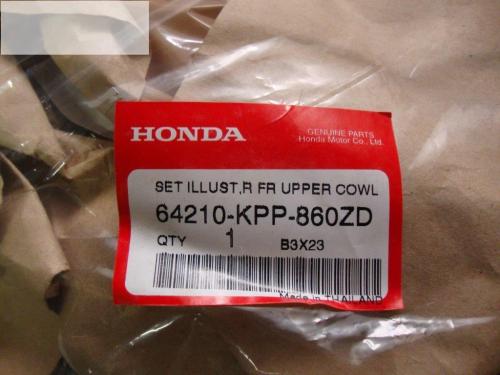 HONDA
GENUINE PARTS
Honda Motor Co., Ltd.
SET ILLUST,R FR UPPER COWL
64210-KPP-860ZD
QTY 1 B3X23
Made in THAILAND